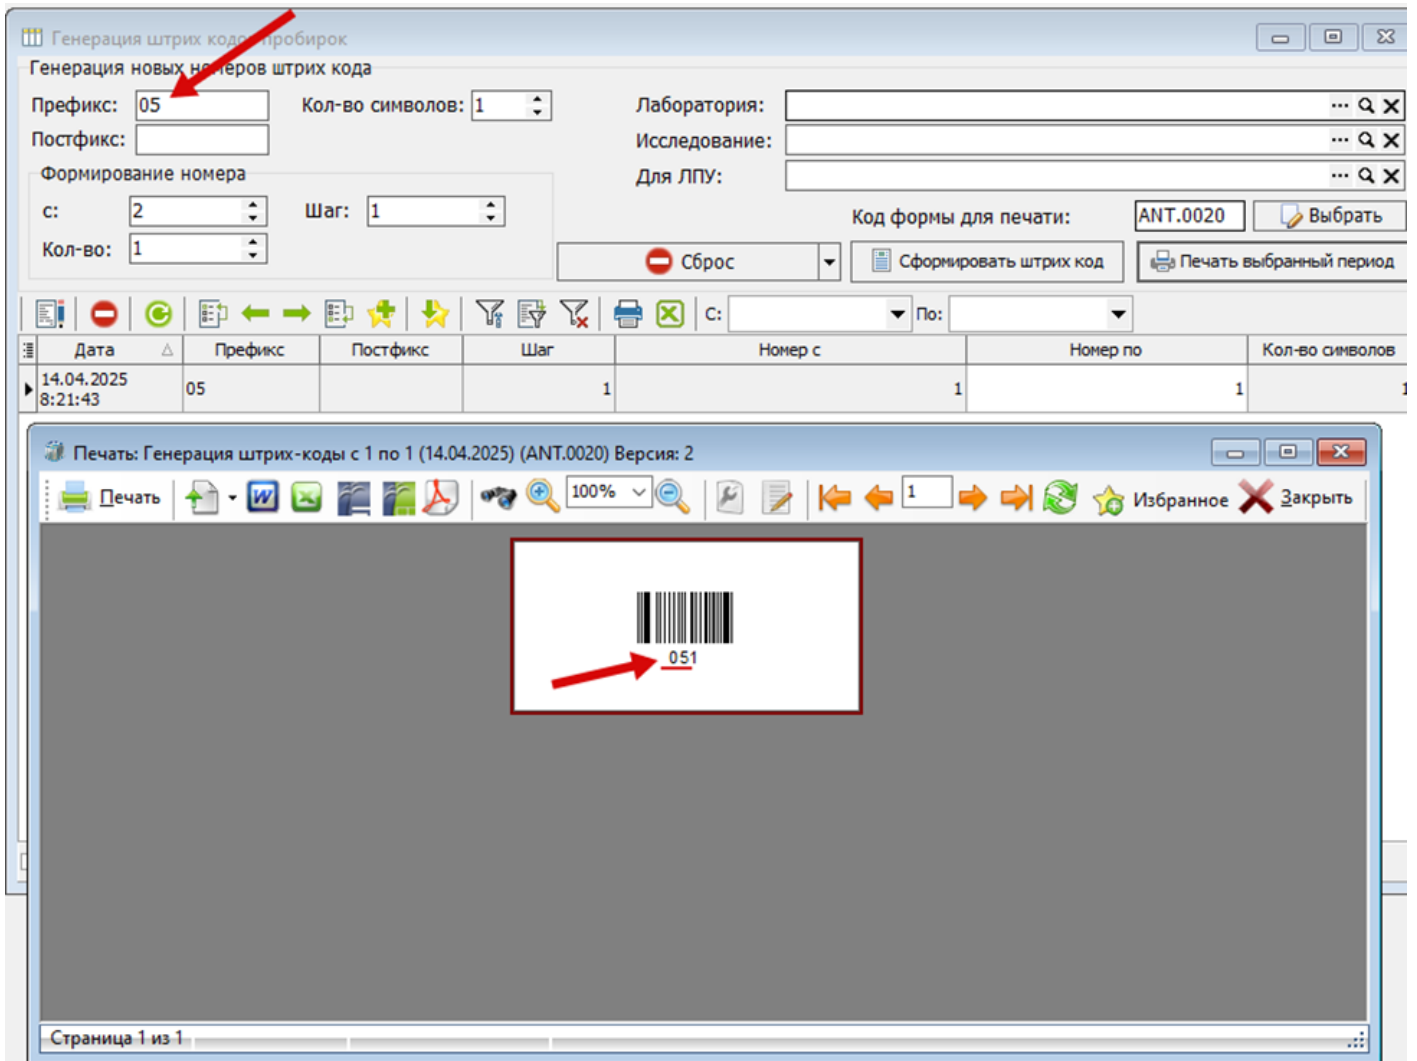 Генерация штрих кодов пробирок
Генерация новых номеров штрих кода
Префикс: 05 Кол-во символов: 1 Лаборатория:
Постфикс: Исследование:
Формирование номера Для ЛПУ:
с: 2 Шаг: 1 Код формы для печати: ANT.0020 Выбрать
Кол-во: 1 Сброс Сформировать штрих код Печать выбранный период
С: По:
Дата Префикс Постфикс Шаг Номер с Номер по Кол-во символов
14.04.2025
8:21:43 05 1 1 1 1
Печать: Генерация штрих-коды с 1 по 1 (14.04.2025) (ANT.0020) Версия: 2
Печать 100% 1 Избранное Закрыть
051
Страница 1 из 1